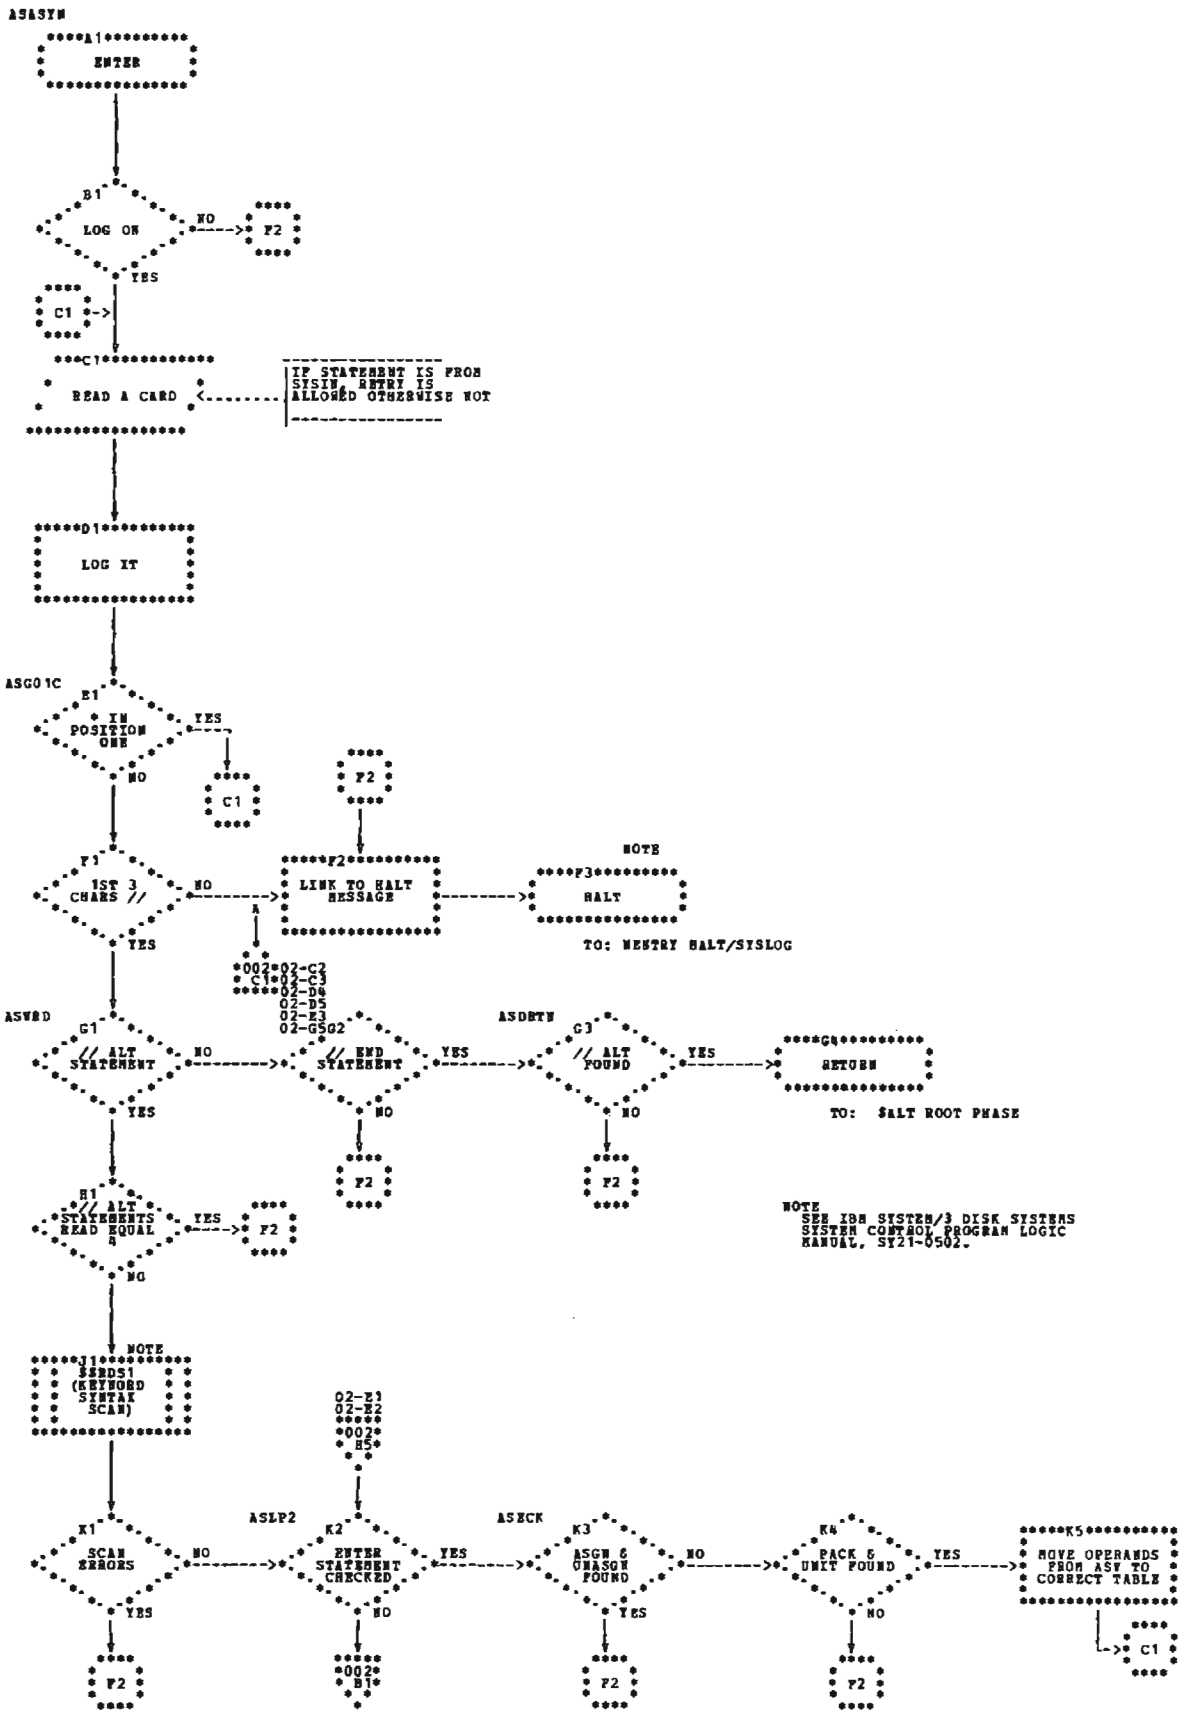 ASASYM
A1
ENTER
B1
LOG ON
NO
F2
YES
C1
C1
READ A CARD
IF STATEMENT IS FROM
SYSIN, RETRY IS
ALLOWED OTHERWISE NOT
D1
LOG IT
ASG01C
E1
* IN
POSITION
ONE
YES
NO
C1
F2
F1
1ST 3
CHARS //
NO
YES
F2
LINK TO HALT
MESSAGE
NOTE
F3
HALT
TO: NENTRY HALT/SYSLOG
A
002
C1
02-C2
02-C3
02-D4
02-D5
02-E3
02-G5
ASWRD
G1
// ALT
STATEMENT
NO
YES
G2
// END
STATEMENT
YES
NO
F2
ASDRTN
G3
// ALT
FOUND
YES
NO
F2
G4
RETURN
TO: $ALT ROOT PHASE
H1
// ALT
STATEMENTS
READ EQUAL
4
YES
F2
NO
NOTE
SEE IBM SYSTEM/3 DISK SYSTEMS
SYSTEM CONTROL PROGRAM LOGIC
MANUAL, SY21-0502.
NOTE
J1
$$RDS1
(KEYWORD
SYNTAX
SCAN)
02-E1
02-E2
002
H5
K1
SCAN
ERRORS
NO
YES
F2
ASLP2
K2
ENTER
STATEMENT
CHECKED
YES
NO
002
B1
ASECK
K3
ASGN &
UNASGN
FOUND
NO
YES
F2
K4
PACK &
UNIT FOUND
YES
NO
F2
K5
MOVE OPERANDS
FROM ASV TO
CORRECT TABLE
C1